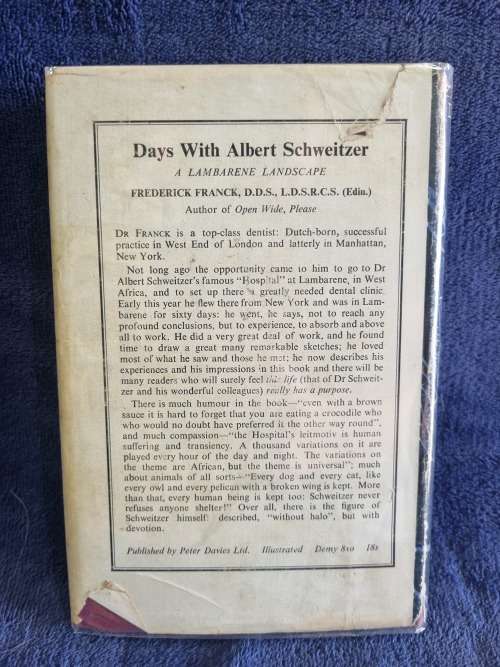 Days With Albert Schweitzer
A LAMBARENE LANDSCAPE
FREDERICK FRANCK, D.D.S., L.D.S.R.C.S. (Edin.)
Author of Open Wide, Please
DR FRANCK is a top-class dentist: Dutch-born, successful
practice in West End of London and latterly in Manhattan,
New York.
Not long ago the opportunity came to him to go to Dr
Albert Schweitzer's famous "Hospital" at Lambarene, in West
Africa, and to set up there a greatly needed dental clinic.
Early this year he flew there from New York and was in Lam-
barene for sixty days: he went, he says, not to reach any
profound conclusions, but to experience, to absorb and above
all to work. He did a very great deal of work, and he found
time to draw a great many remarkable sketches; he loved
most of what he saw and those he met; he now describes his
experiences and his impressions in this book and there will be
many readers who will surely feel this life (that of Dr Schweit-
zer and his wonderful colleagues) really has a purpose.
There is much humour in the book—"even with a brown
sauce it is hard to forget that you are eating a crocodile who
who would no doubt have preferred it the other way round",
and much compassion—"the Hospital's leitmotiv is human
suffering and transiency. A thousand variations on it are
played every hour of the day and night. The variations on
the theme are African, but the theme is universal"; much
about animals of all sorts—"Every dog and every cat, like
every owl and every pelican with a broken wing is kept. More
than that, every human being is kept too: Schweitzer never
refuses anyone shelter!" Over all, there is the figure of
Schweitzer himself: described, "without halo", but with
devotion.
Published by Peter Davies Ltd. Illustrated Demy 8vo 18s